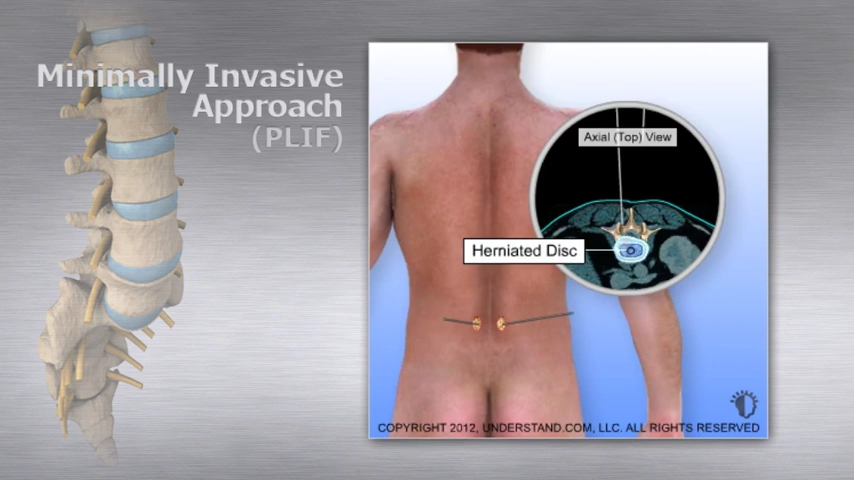 Minimally Invasive
Approach
(PLIF)
Axial (Top) View
Herniated Disc
COPYRIGHT 2012, UNDERSTAND.COM, LLC. ALL RIGHTS RESERVED